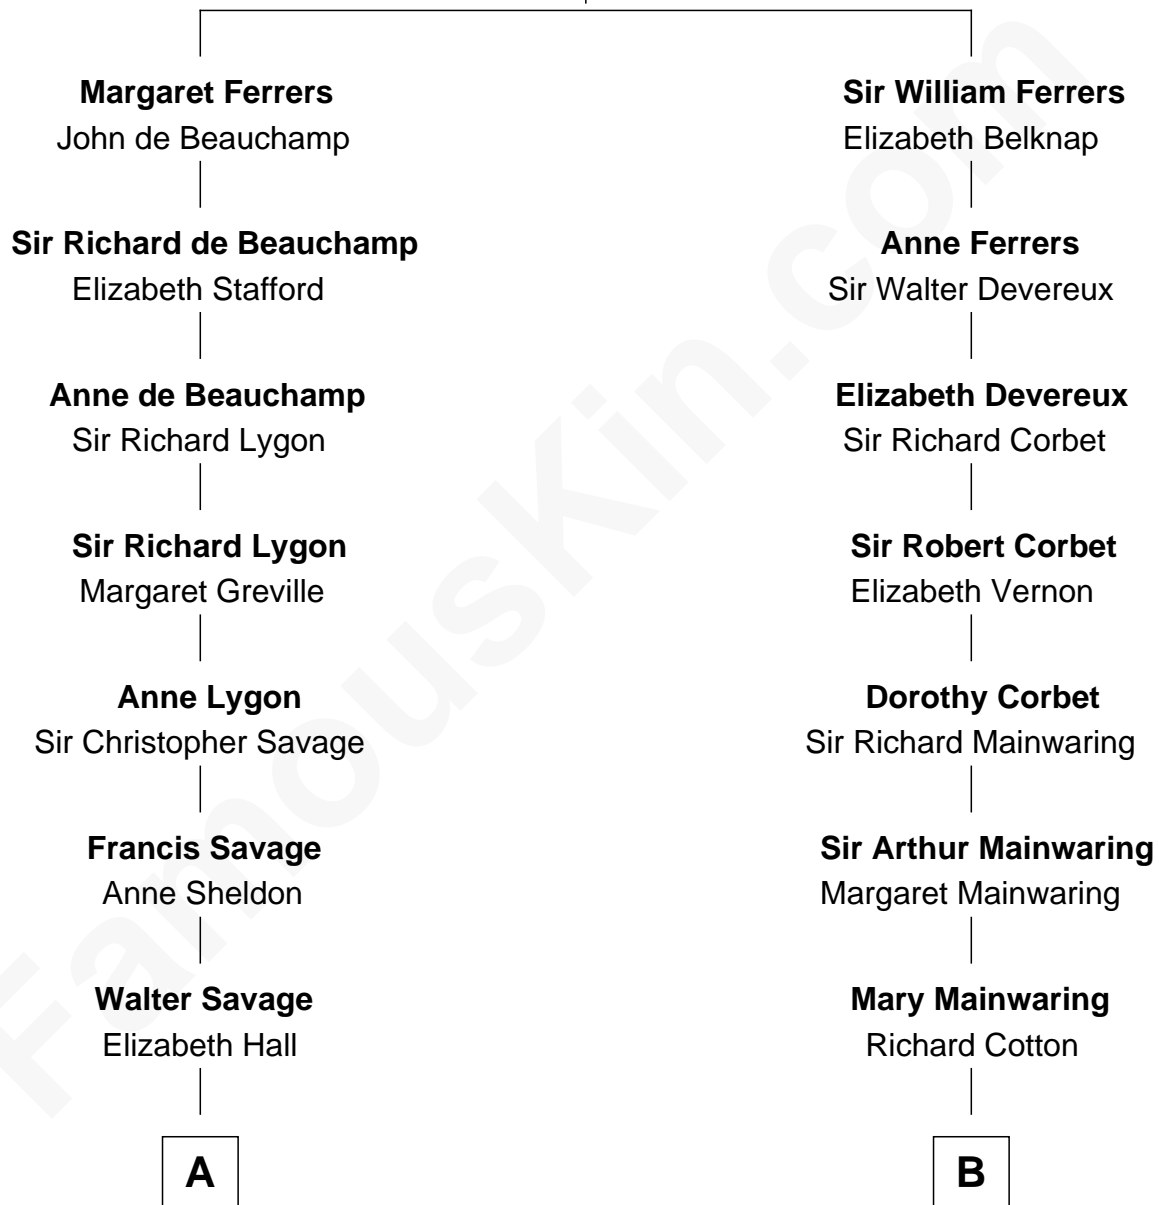 Margaret Ferrers
John de Beauchamp
Sir Richard de Beauchamp
Elizabeth Stafford
Anne de Beauchamp
Sir Richard Lygon
Sir Richard Lygon
Margaret Greville
Anne Lygon
Sir Christopher Savage
Francis Savage
Anne Sheldon
Walter Savage
Elizabeth Hall
A
Sir William Ferrers
Elizabeth Belknap
Anne Ferrers
Sir Walter Devereux
Elizabeth Devereux
Sir Richard Corbet
Sir Robert Corbet
Elizabeth Vernon
Dorothy Corbet
Sir Richard Mainwaring
Sir Arthur Mainwaring
Margaret Mainwaring
Mary Mainwaring
Richard Cotton
B
FamousKin.com